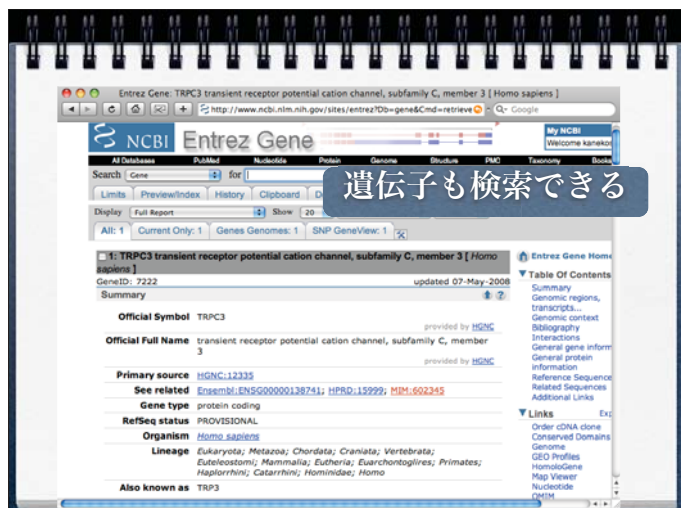 Entrez Gene: TRPC3 transient receptor potential cation channel, subfamily C, member 3 [ Homo sapiens ]
http://www.ncbi.nlm.nih.gov/sites/entrez?Db=gene&Cmd=retrieve
Google
NCBI Entrez Gene
My NCBI
Welcome kaneko
All Databases PubMed Nucleotide Protein Genome Structure PMC Taxonomy Books
Search Gene for
遺伝子も検索できる
Limits Preview/Index History Clipboard
Display Full Report Show 20
All: 1 Current Only: 1 Genes Genomes: 1 SNP GeneView: 1
1: TRPC3 transient receptor potential cation channel, subfamily C, member 3 [ Homo
sapiens ]
GeneID: 7222 updated 07-May-2008
Summary
Official Symbol TRPC3
provided by HGNC
Official Full Name transient receptor potential cation channel, subfamily C, member
3
provided by HGNC
Primary source HGNC:12335
See related Ensembl:ENSG00000138741; HPRD:15999; MIM:602345
Gene type protein coding
RefSeq status PROVISIONAL
Organism Homo sapiens
Lineage Eukaryota; Metazoa; Chordata; Craniata; Vertebrata;
Euteleostomi; Mammalia; Eutheria; Euarchontoglires; Primates;
Haplorrhini; Catarrhini; Hominidae; Homo
Also known as TRP3
Entrez Gene Home
Table Of Contents
Summary
Genomic regions,
transcripts...
Genomic context
Bibliography
Interactions
General gene inform
General protein
information
Reference Sequence
Related Sequences
Additional Links
Links
Order cDNA clone
Conserved Domains
Genome
GEO Profiles
HomoloGene
Map Viewer
Nucleotide
OMIM